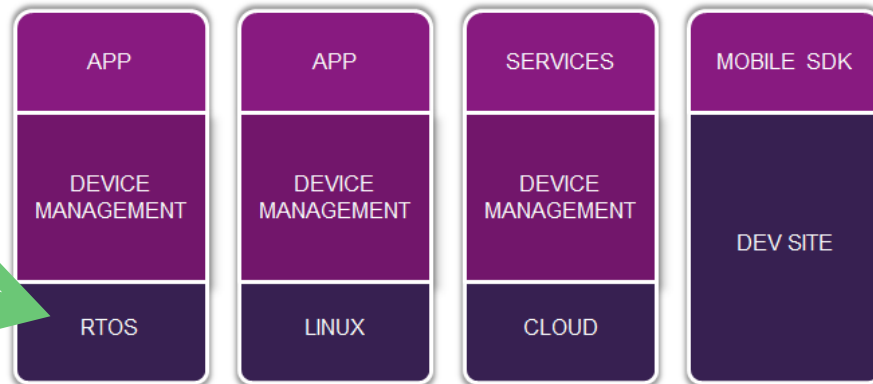 APP
DEVICE
MANAGEMENT
RTOS
APP
DEVICE
MANAGEMENT
LINUX
SERVICES
DEVICE
MANAGEMENT
CLOUD
MOBILE SDK
DEV SITE